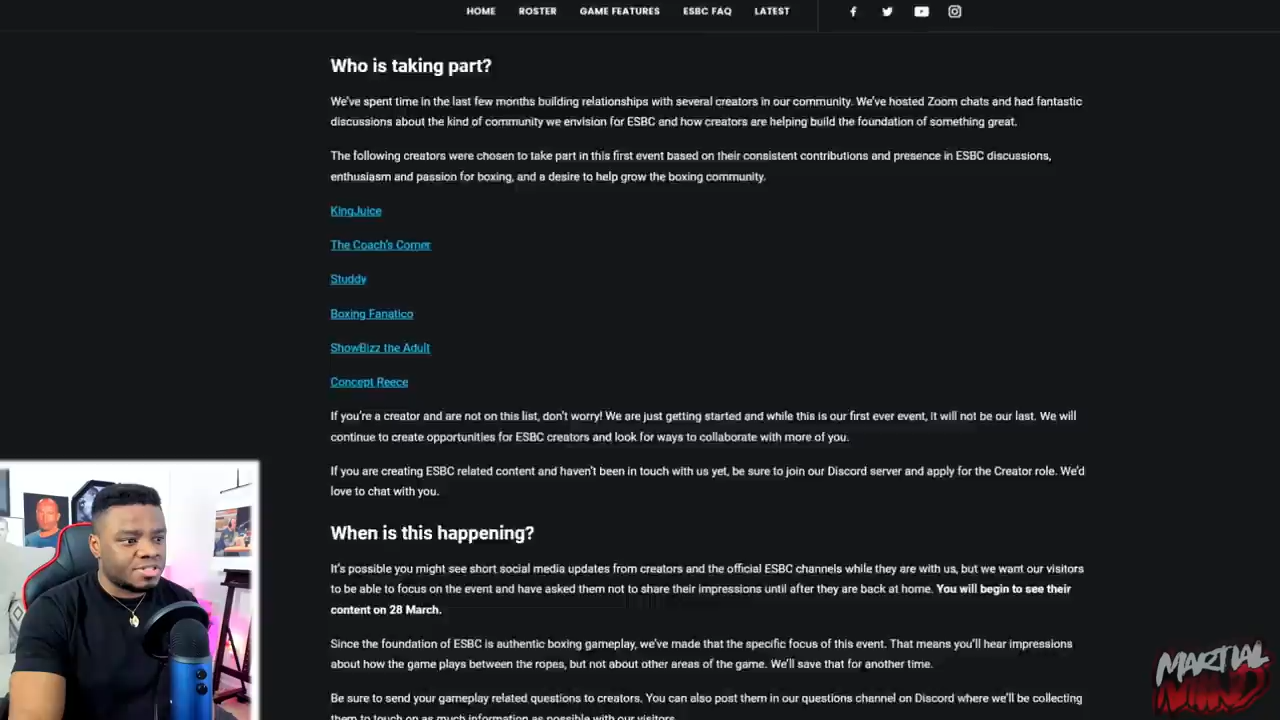 HOME ROSTER GAME FEATURES ESBC FAQ LATEST
Who is taking part?
We've spent time in the last few months building relationships with several creators in our community. We've hosted Zoom chats and had fantastic
discussions about the kind of community we envision for ESBC and how creators are helping build the foundation of something great.
The following creators were chosen to take part in this first event based on their consistent contributions and presence in ESBC discussions,
enthusiasm and passion for boxing, and a desire to help grow the boxing community.
KingJuice
The Coach's Corner
Studdy
Boxing Fanatico
ShowBizz the Adult
Concept Reece
If you're a creator and are not on this list, don't worry! We are just getting started and while this is our first ever event, it will not be our last. We will
continue to create opportunities for ESBC creators and look for ways to collaborate with more of you.
If you are creating ESBC related content and haven't been in touch with us yet, be sure to join our Discord server and apply for the Creator role. We'd
love to chat with you.
When is this happening?
It's possible you might see short social media updates from creators and the official ESBC channels while they are with us, but we want our visitors
to be able to focus on the event and have asked them not to share their impressions until after they are back at home. You will begin to see their
content on 28 March.
Since the foundation of ESBC is authentic boxing gameplay, we've made that the specific focus of this event. That means you'll hear impressions
about how the game plays between the ropes, but not about other areas of the game. We'll save that for another time.
Be sure to send your gameplay related questions to creators. You can also post them in our questions channel on Discord where we'll be collecting
them to touch on as much information as possible with our visitors.
MARTIAL
MIND